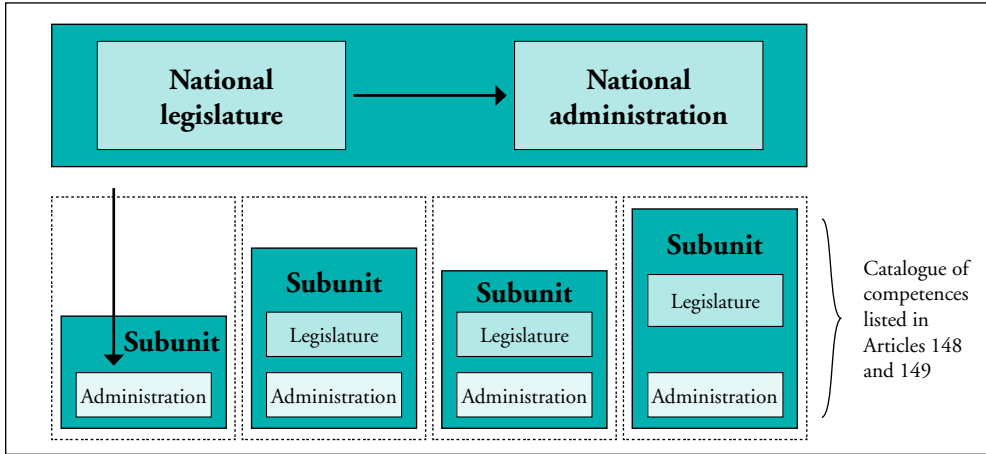 National
legislature
National
administration
Subunit
Administration
Subunit
Legislature
Administration
Subunit
Legislature
Administration
Subunit
Legislature
Administration
Catalogue of
competences
listed in
Articles 148
and 149